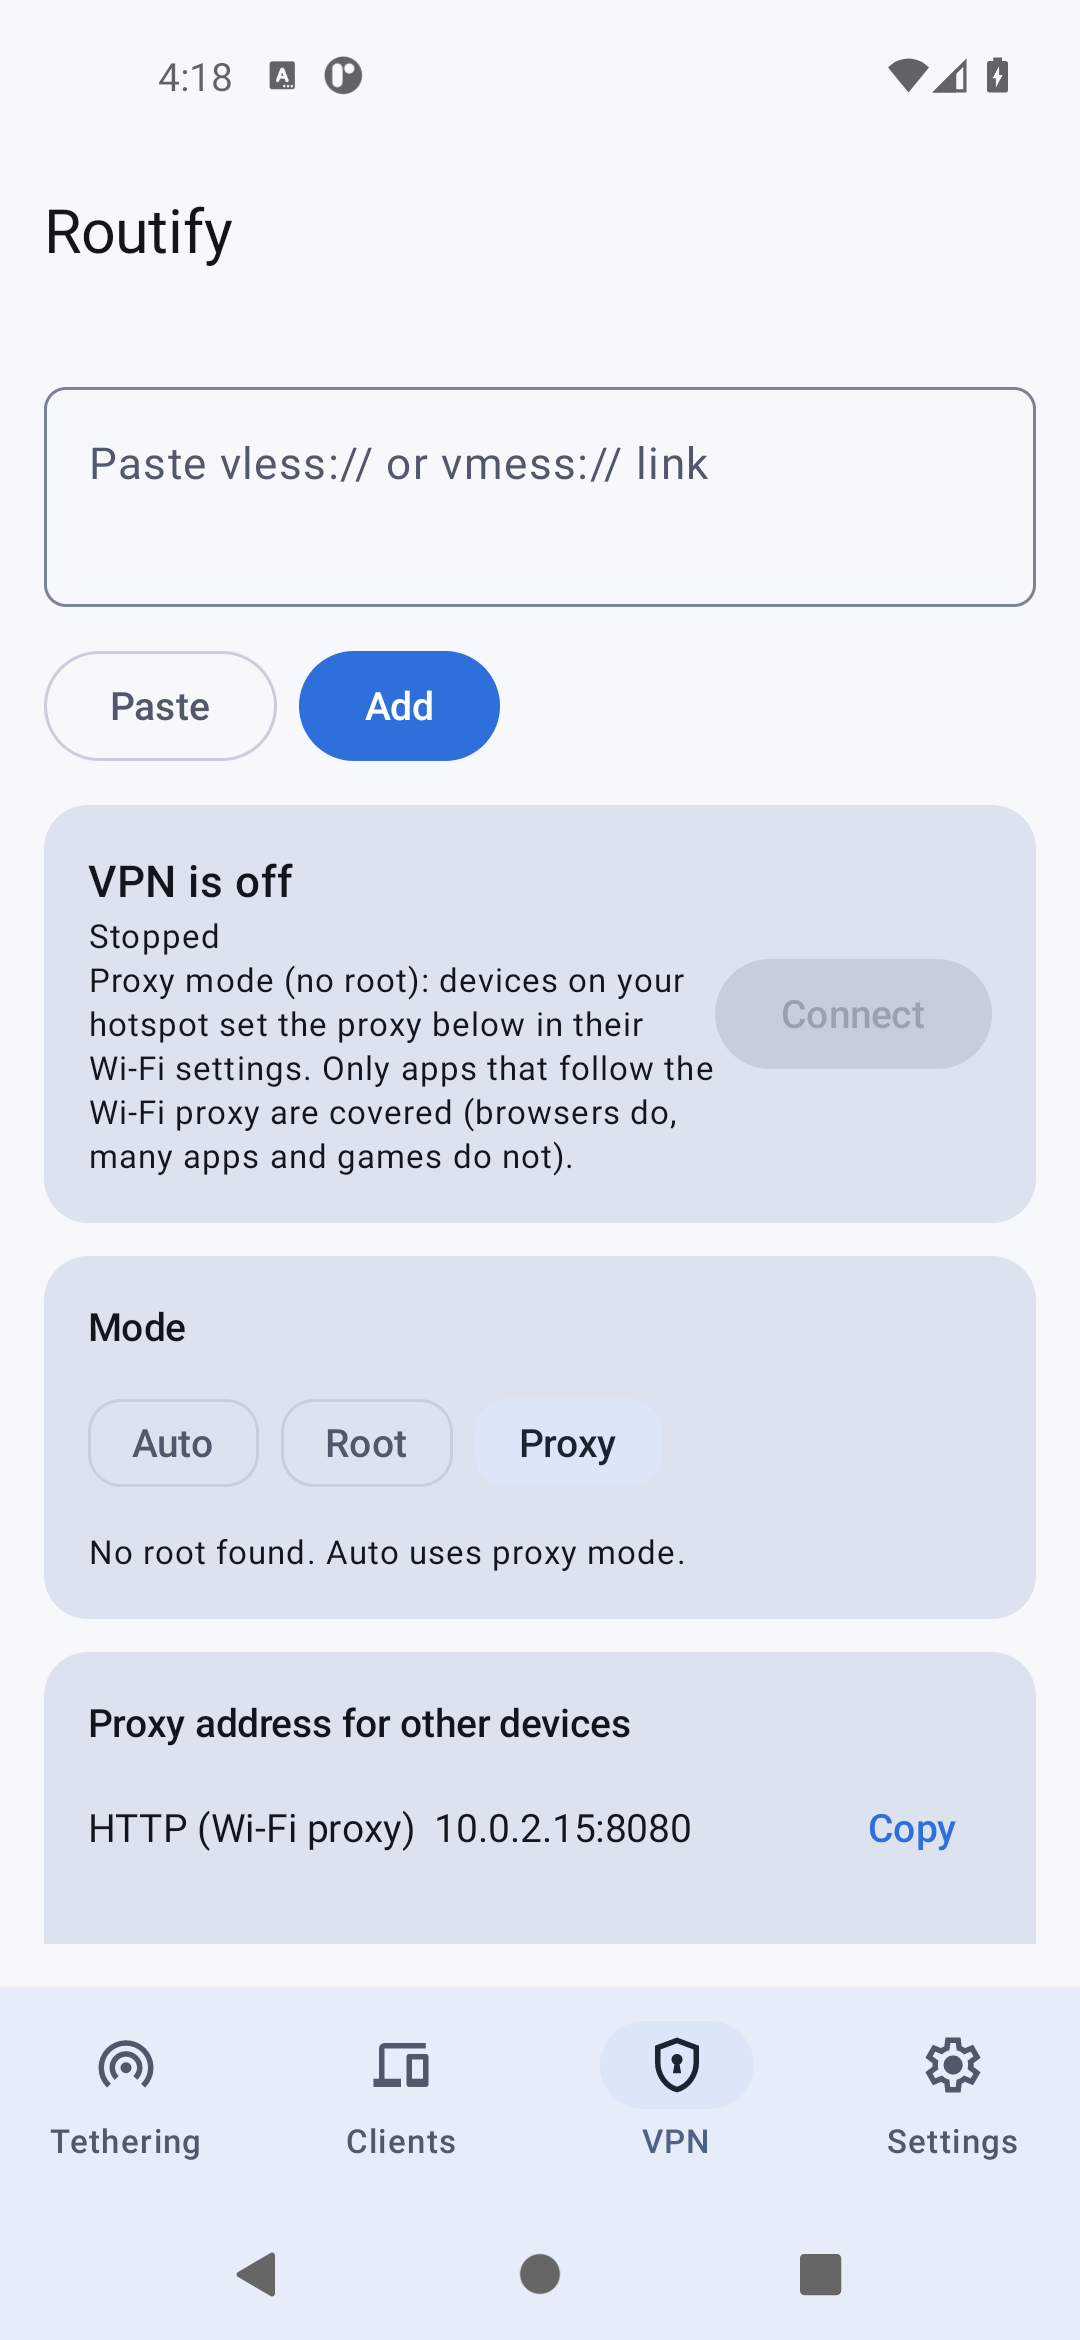 4:18
Routify
Paste vless:// or vmess:// link
Paste
Add
VPN is off
Stopped
Proxy mode (no root): devices on your
hotspot set the proxy below in their
Wi-Fi settings. Only apps that follow the
Wi-Fi proxy are covered (browsers do,
many apps and games do not).
Connect
Mode
Auto
Root
Proxy
No root found. Auto uses proxy mode.
Proxy address for other devices
HTTP (Wi-Fi proxy) 10.0.2.15:8080
Copy
Tethering
Clients
VPN
Settings